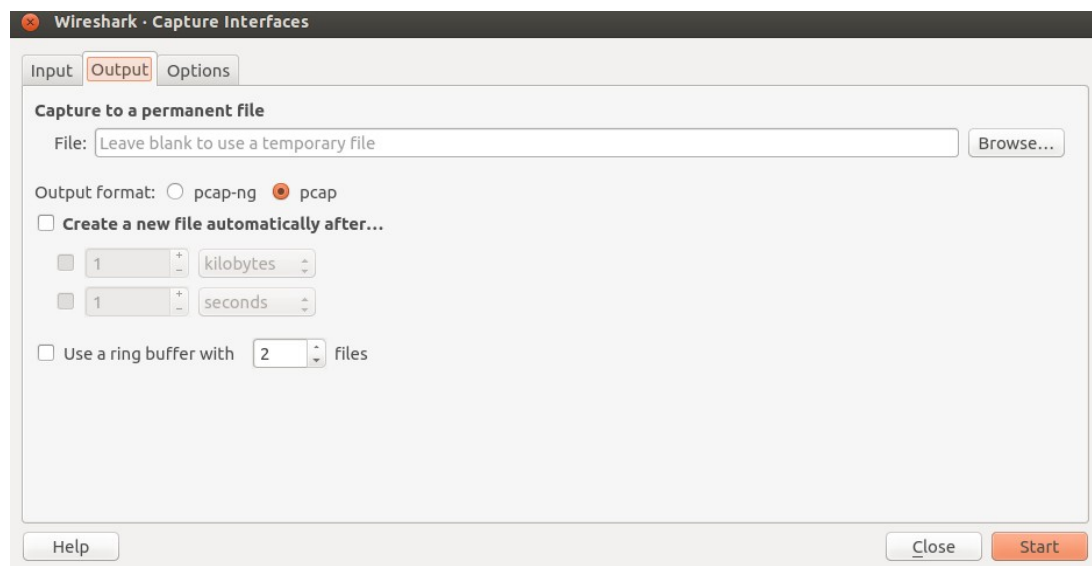 Wireshark · Capture Interfaces
Input Output Options
Capture to a permanent file
File: Leave blank to use a temporary file Browse...
Output format: pcap-ng pcap
Create a new file automatically after...
1 kilobytes
1 seconds
Use a ring buffer with 2 files
Help Close Start